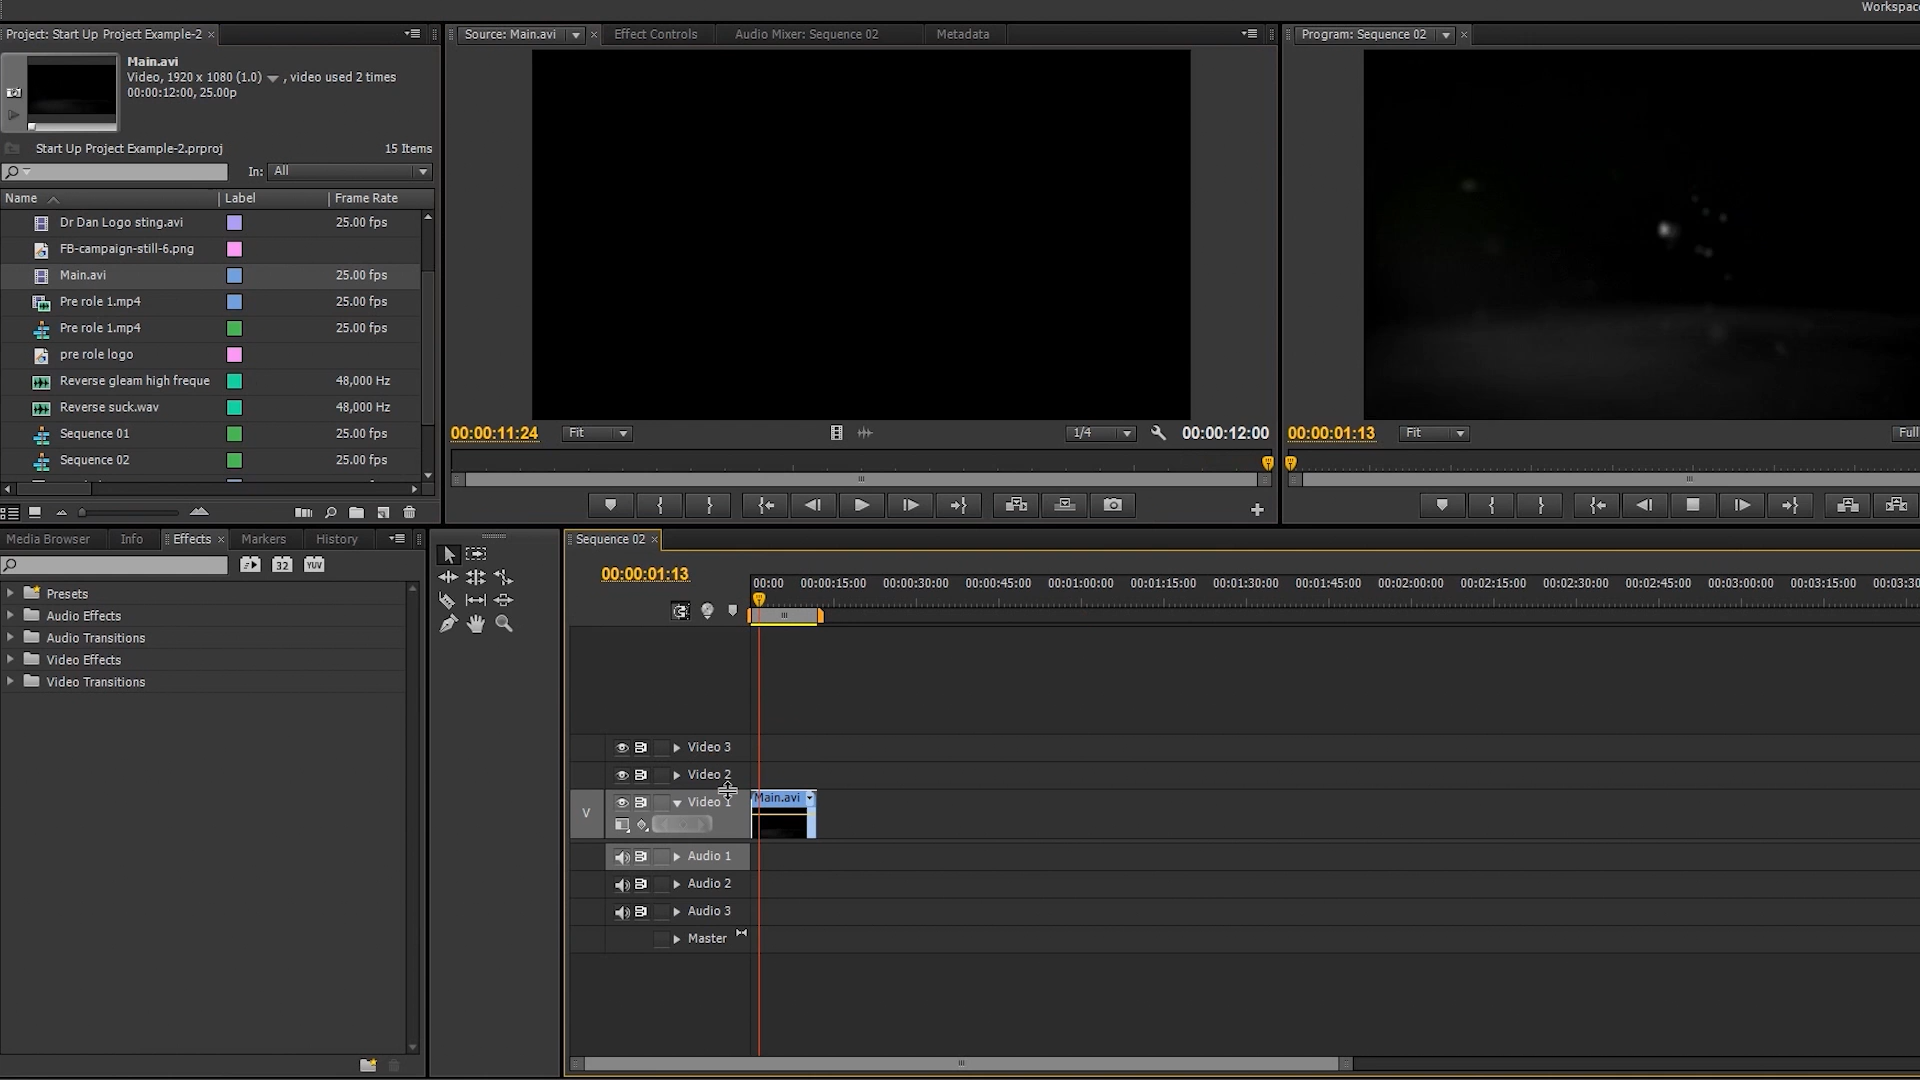 Workspac
Project: Start Up Project Example-2
Source: Main.avi
Effect Controls
Audio Mixer: Sequence 02
Metadata
Program: Sequence 02
Main.avi
Video, 1920 x 1080 (1.0) , video used 2 times
00:00:12:00, 25.00p
Start Up Project Example-2.prproj
15 Items
In: All
Name
Label
Frame Rate
Dr Dan Logo sting.avi
25.00 fps
FB-campaign-still-6.png
Main.avi
25.00 fps
Pre role 1.mp4
25.00 fps
Pre role 1.mp4
25.00 fps
pre role logo
Reverse gleam high freque
48,000 Hz
Reverse suck.wav
48,000 Hz
Sequence 01
25.00 fps
Sequence 02
25.00 fps
00:00:11:24
Fit
1/4
00:00:12:00
00:00:01:13
Fit
Full
Media Browser
Info
Effects
Markers
History
32
YUV
Presets
Audio Effects
Audio Transitions
Video Effects
Video Transitions
Sequence 02
00:00:01:13
00:00
00:00:15:00
00:00:30:00
00:00:45:00
00:01:00:00
00:01:15:00
00:01:30:00
00:01:45:00
00:02:00:00
00:02:15:00
00:02:30:00
00:02:45:00
00:03:00:00
00:03:15:00
00:03:30
Video 3
Video 2
V
Video 1
Main.avi
Audio 1
Audio 2
Audio 3
Master